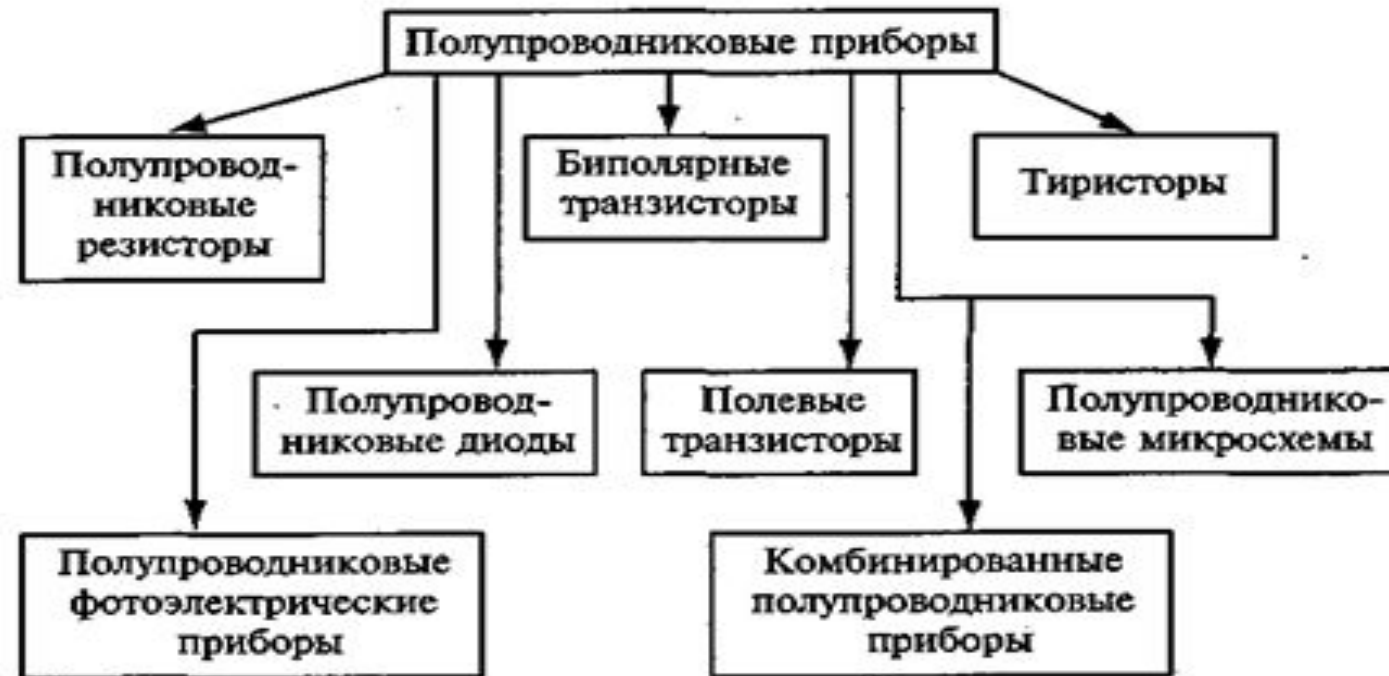 Полупроводниковые приборы
Полупровод-
никовые
резисторы
Биполярные
транзисторы
Тиристоры
Полупровод-
никовые диоды
Полевые
транзисторы
Полупроводнико-
вые микросхемы
Полупроводниковые
фотоэлектрические
приборы
Комбинированные
полупроводниковые
приборы